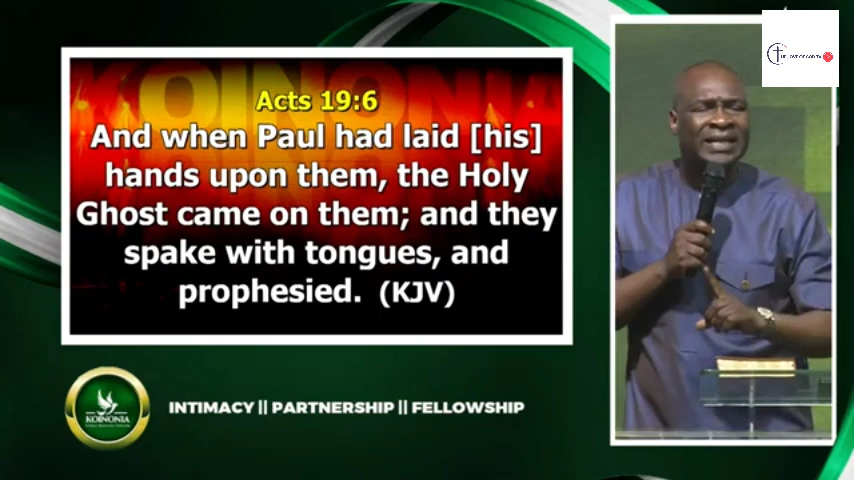 KOINONIA
Acts 19:6
And when Paul had laid [his]
hands upon them, the Holy
Ghost came on them; and they
spake with tongues, and
prophesied. (KJV)
KOINONIA
INTIMACY || PARTNERSHIP || FELLOWSHIP